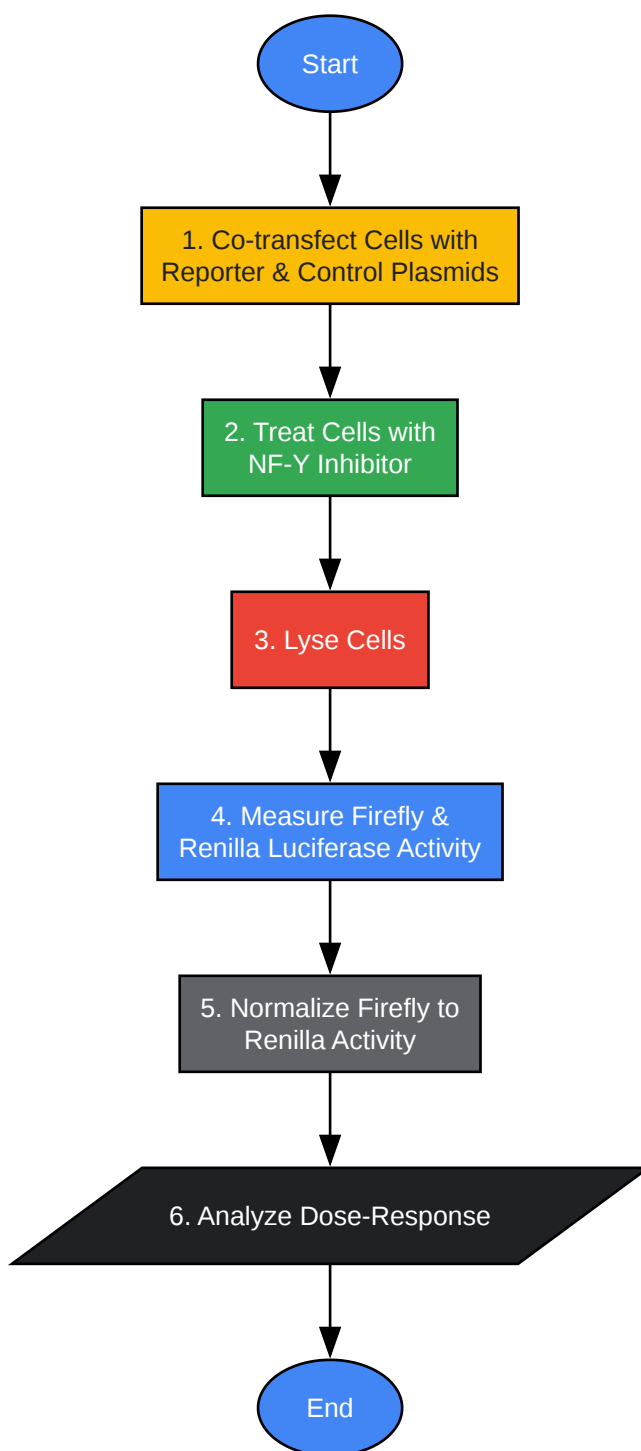 Start
1. Co-transfect Cells with
Reporter & Control Plasmids
2. Treat Cells with
NF-Y Inhibitor
3. Lyse Cells
4. Measure Firefly &
Renilla Luciferase Activity
5. Normalize Firefly to
Renilla Activity
6. Analyze Dose-Response
End